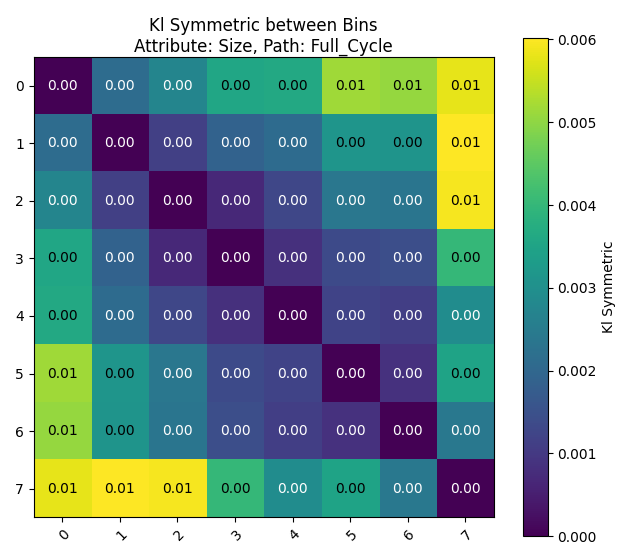 Kl Symmetric between Bins
Attribute: Size, Path: Full_Cycle
0 0.00 0.00 0.00 0.00 0.00 0.01 0.01 0.01
1 0.00 0.00 0.00 0.00 0.00 0.00 0.00 0.01
2 0.00 0.00 0.00 0.00 0.00 0.00 0.00 0.01
3 0.00 0.00 0.00 0.00 0.00 0.00 0.00 0.00
4 0.00 0.00 0.00 0.00 0.00 0.00 0.00 0.00
5 0.01 0.00 0.00 0.00 0.00 0.00 0.00 0.00
6 0.01 0.00 0.00 0.00 0.00 0.00 0.00 0.00
7 0.01 0.01 0.01 0.00 0.00 0.00 0.00 0.00
0 1 2 3 4 5 6 7
0.006
0.005
0.004
0.003
0.002
0.001
0.000
Kl Symmetric